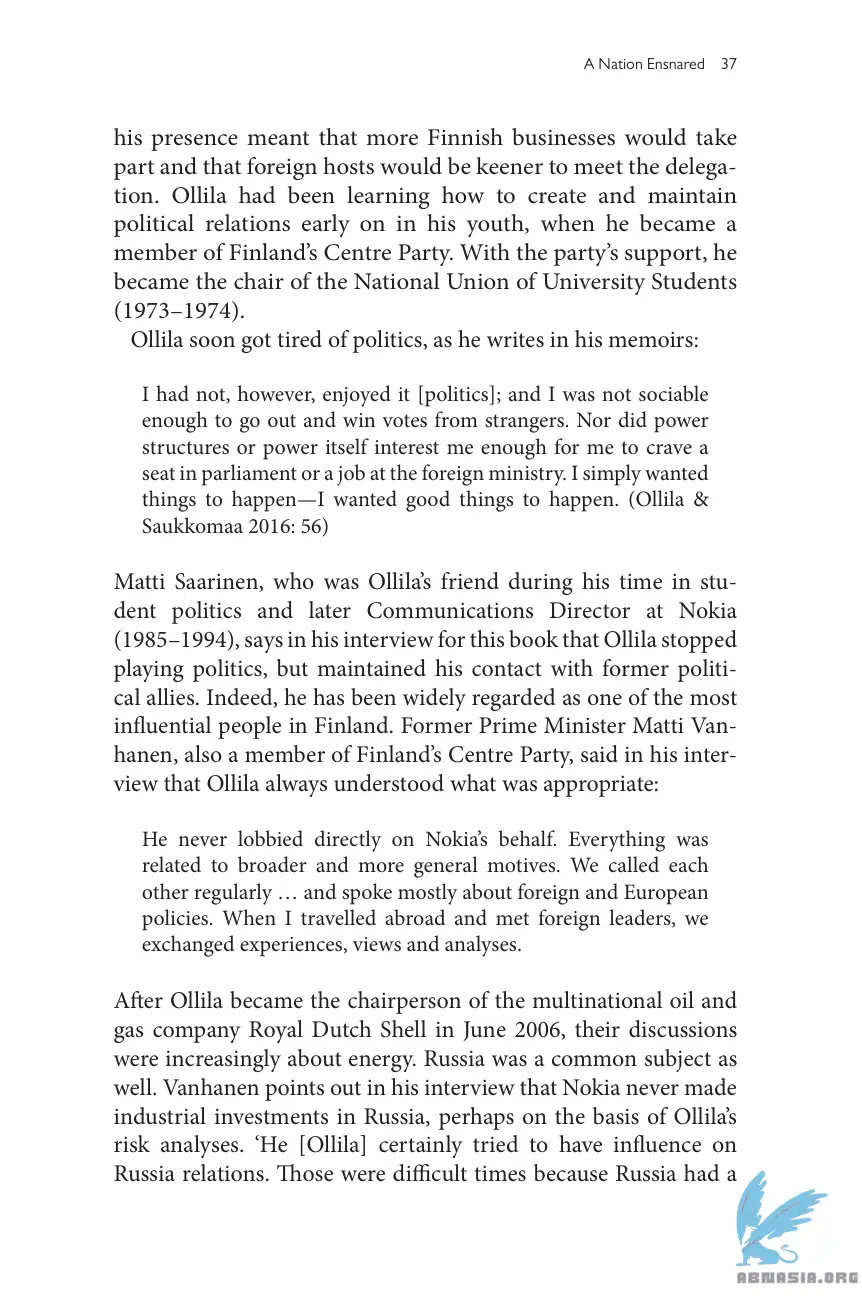 A Nation Ensnared 37
his presence meant that more Finnish businesses would take
part and that foreign hosts would be keener to meet the delega-
tion. Ollila had been learning how to create and maintain
political relations early on in his youth, when he became a
member of Finland’s Centre Party. With the party’s support, he
became the chair of the National Union of University Students
(1973–1974).
Ollila soon got tired of politics, as he writes in his memoirs:
I had not, however, enjoyed it [politics]; and I was not sociable
enough to go out and win votes from strangers. Nor did power
structures or power itself interest me enough for me to crave a
seat in parliament or a job at the foreign ministry. I simply wanted
things to happen—I wanted good things to happen. (Ollila &
Saukkomaa 2016: 56)
Matti Saarinen, who was Ollila’s friend during his time in stu-
dent politics and later Communications Director at Nokia
(1985–1994), says in his interview for this book that Ollila stopped
playing politics, but maintained his contact with former politi-
cal allies. Indeed, he has been widely regarded as one of the most
influential people in Finland. Former Prime Minister Matti Van-
hanen, also a member of Finland’s Centre Party, said in his inter-
view that Ollila always understood what was appropriate:
He never lobbied directly on Nokia’s behalf. Everything was
related to broader and more general motives. We called each
other regularly … and spoke mostly about foreign and European
policies. When I travelled abroad and met foreign leaders, we
exchanged experiences, views and analyses.
After Ollila became the chairperson of the multinational oil and
gas company Royal Dutch Shell in June 2006, their discussions
were increasingly about energy. Russia was a common subject as
well. Vanhanen points out in his interview that Nokia never made
industrial investments in Russia, perhaps on the basis of Ollila’s
risk analyses. ‘He [Ollila] certainly tried to have influence on
Russia relations. Those were difficult times because Russia had a
ABNASIA.ORG